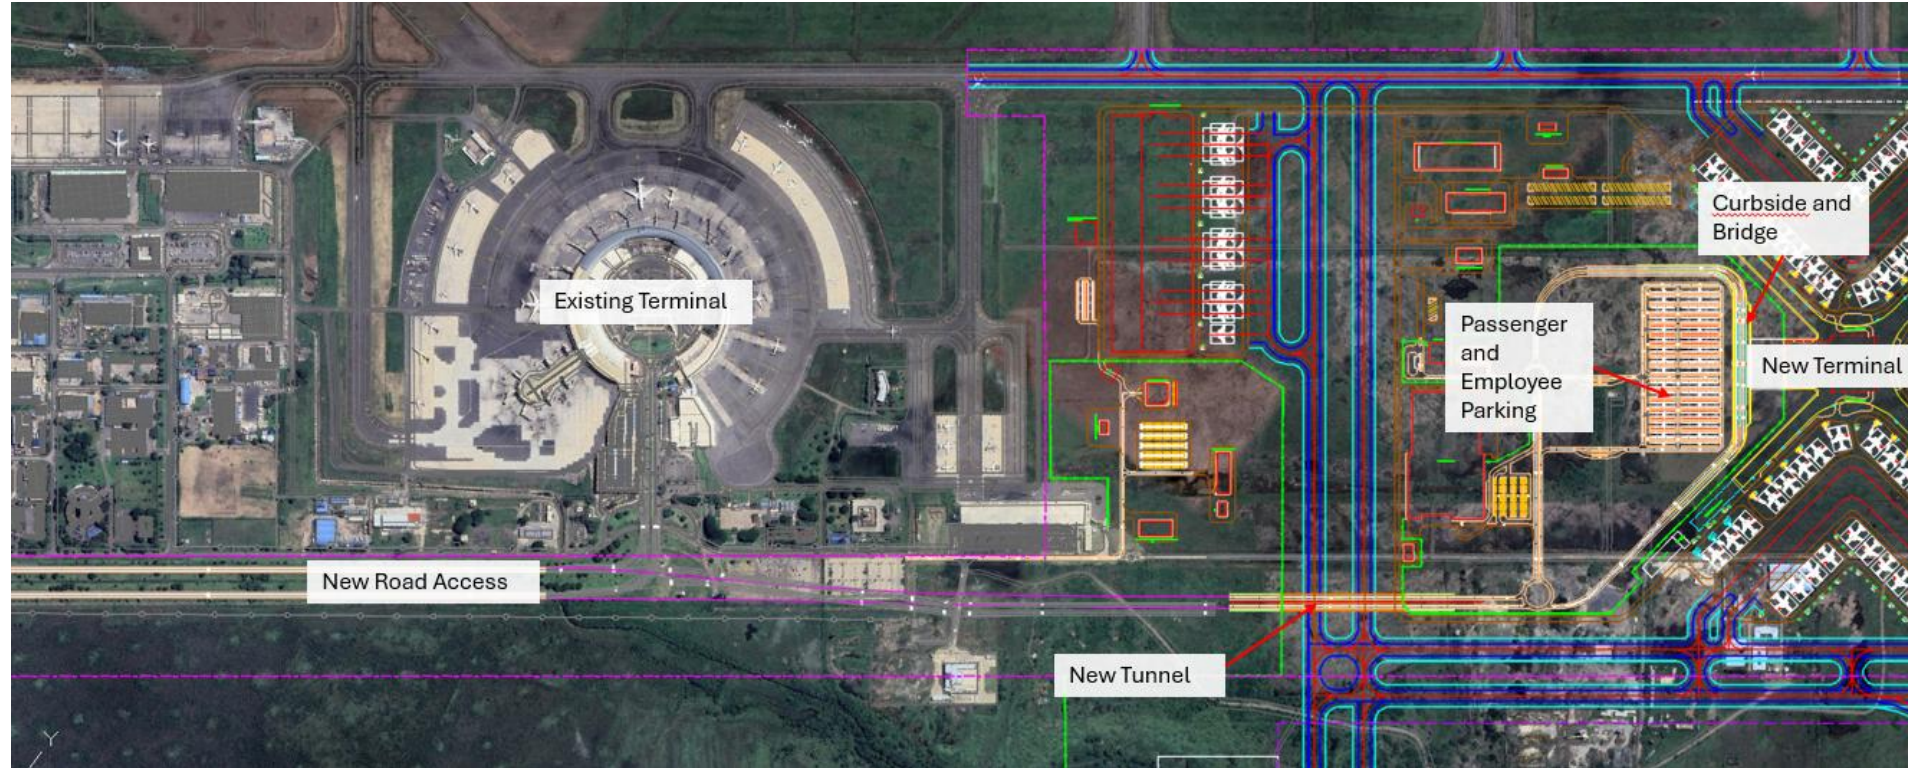 Curbside and
Bridge
Existing Terminal
Passenger
and
Employee
Parking
New Terminal
New Road Access
New Tunnel
Y